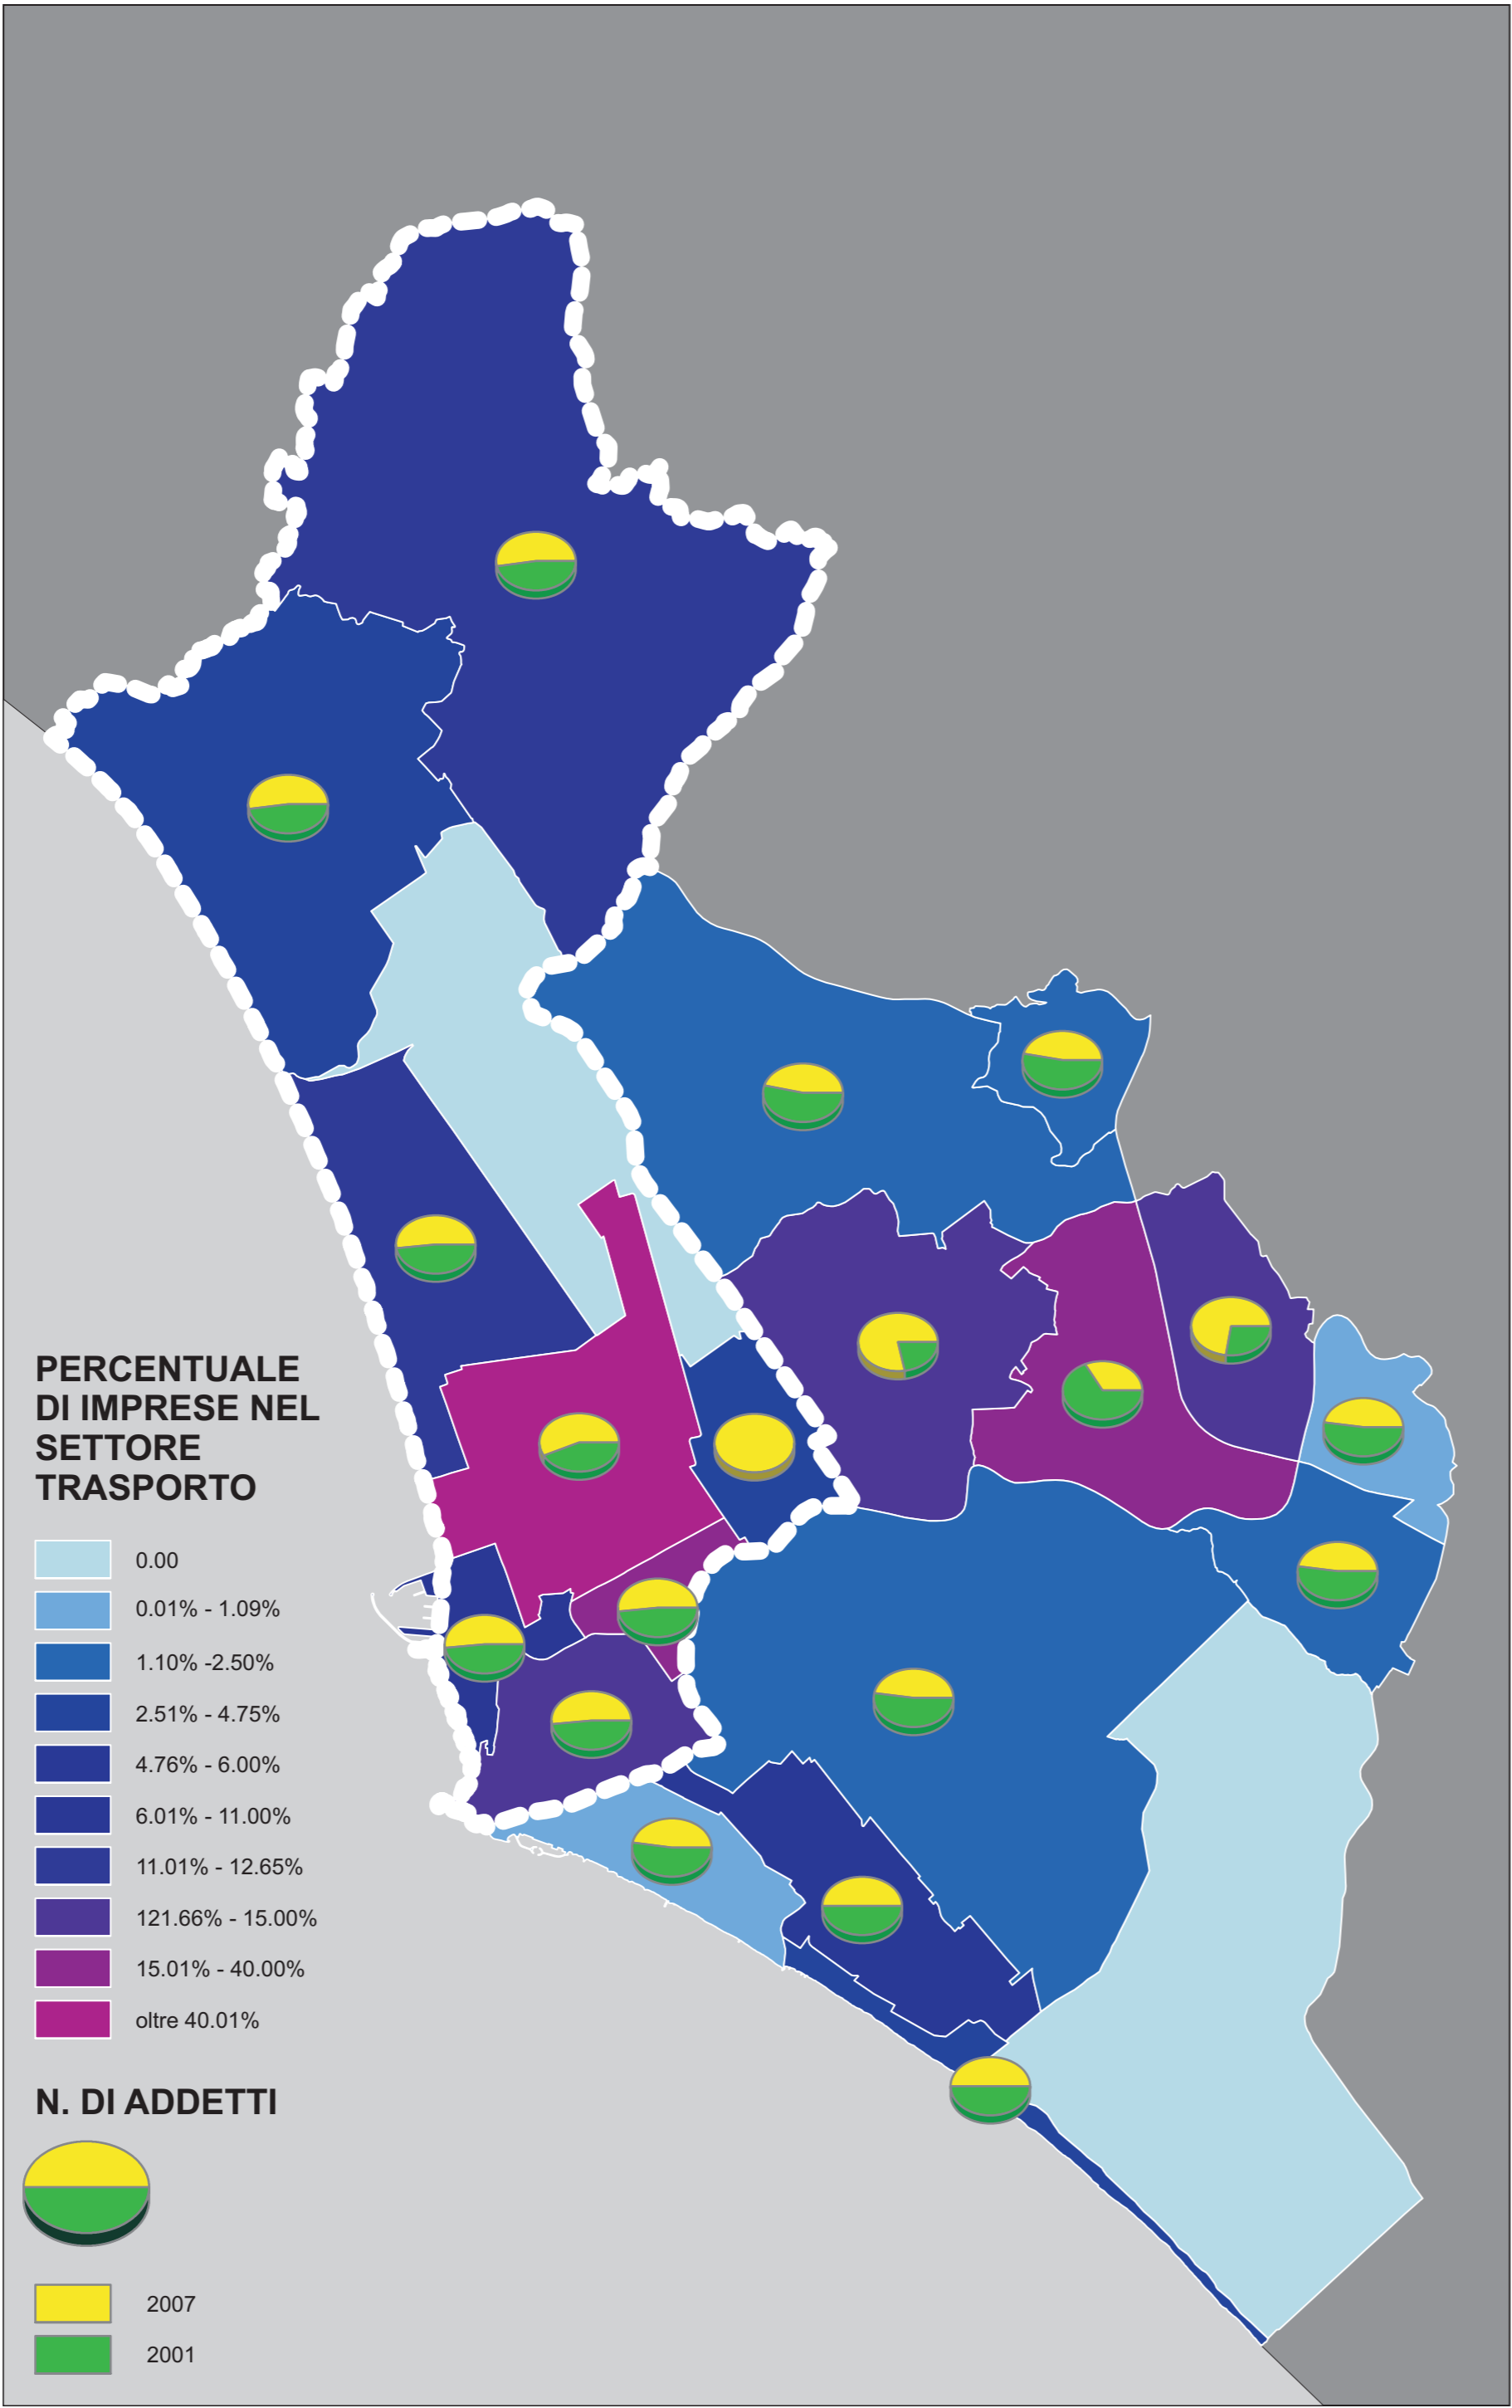 PERCENTUALE
DI IMPRESE NEL
SETTORE
TRASPORTO
0.00
0.01% - 1.09%
1.10% -2.50%
2.51% - 4.75%
4.76% - 6.00%
6.01% - 11.00%
11.01% - 12.65%
121.66% - 15.00%
15.01% - 40.00%
oltre 40.01%
N. DI ADDETTI
2007
2001